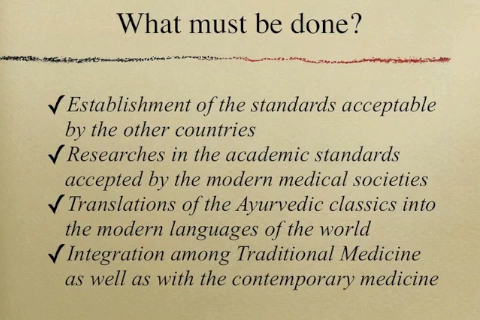 What must be done?
✓Establishment of the standards acceptable
by the other countries
✓Researches in the academic standards
accepted by the modern medical societies
✓Translations of the Ayurvedic classics into
the modern languages of the world
✓Integration among Traditional Medicine
as well as with the contemporary medicine